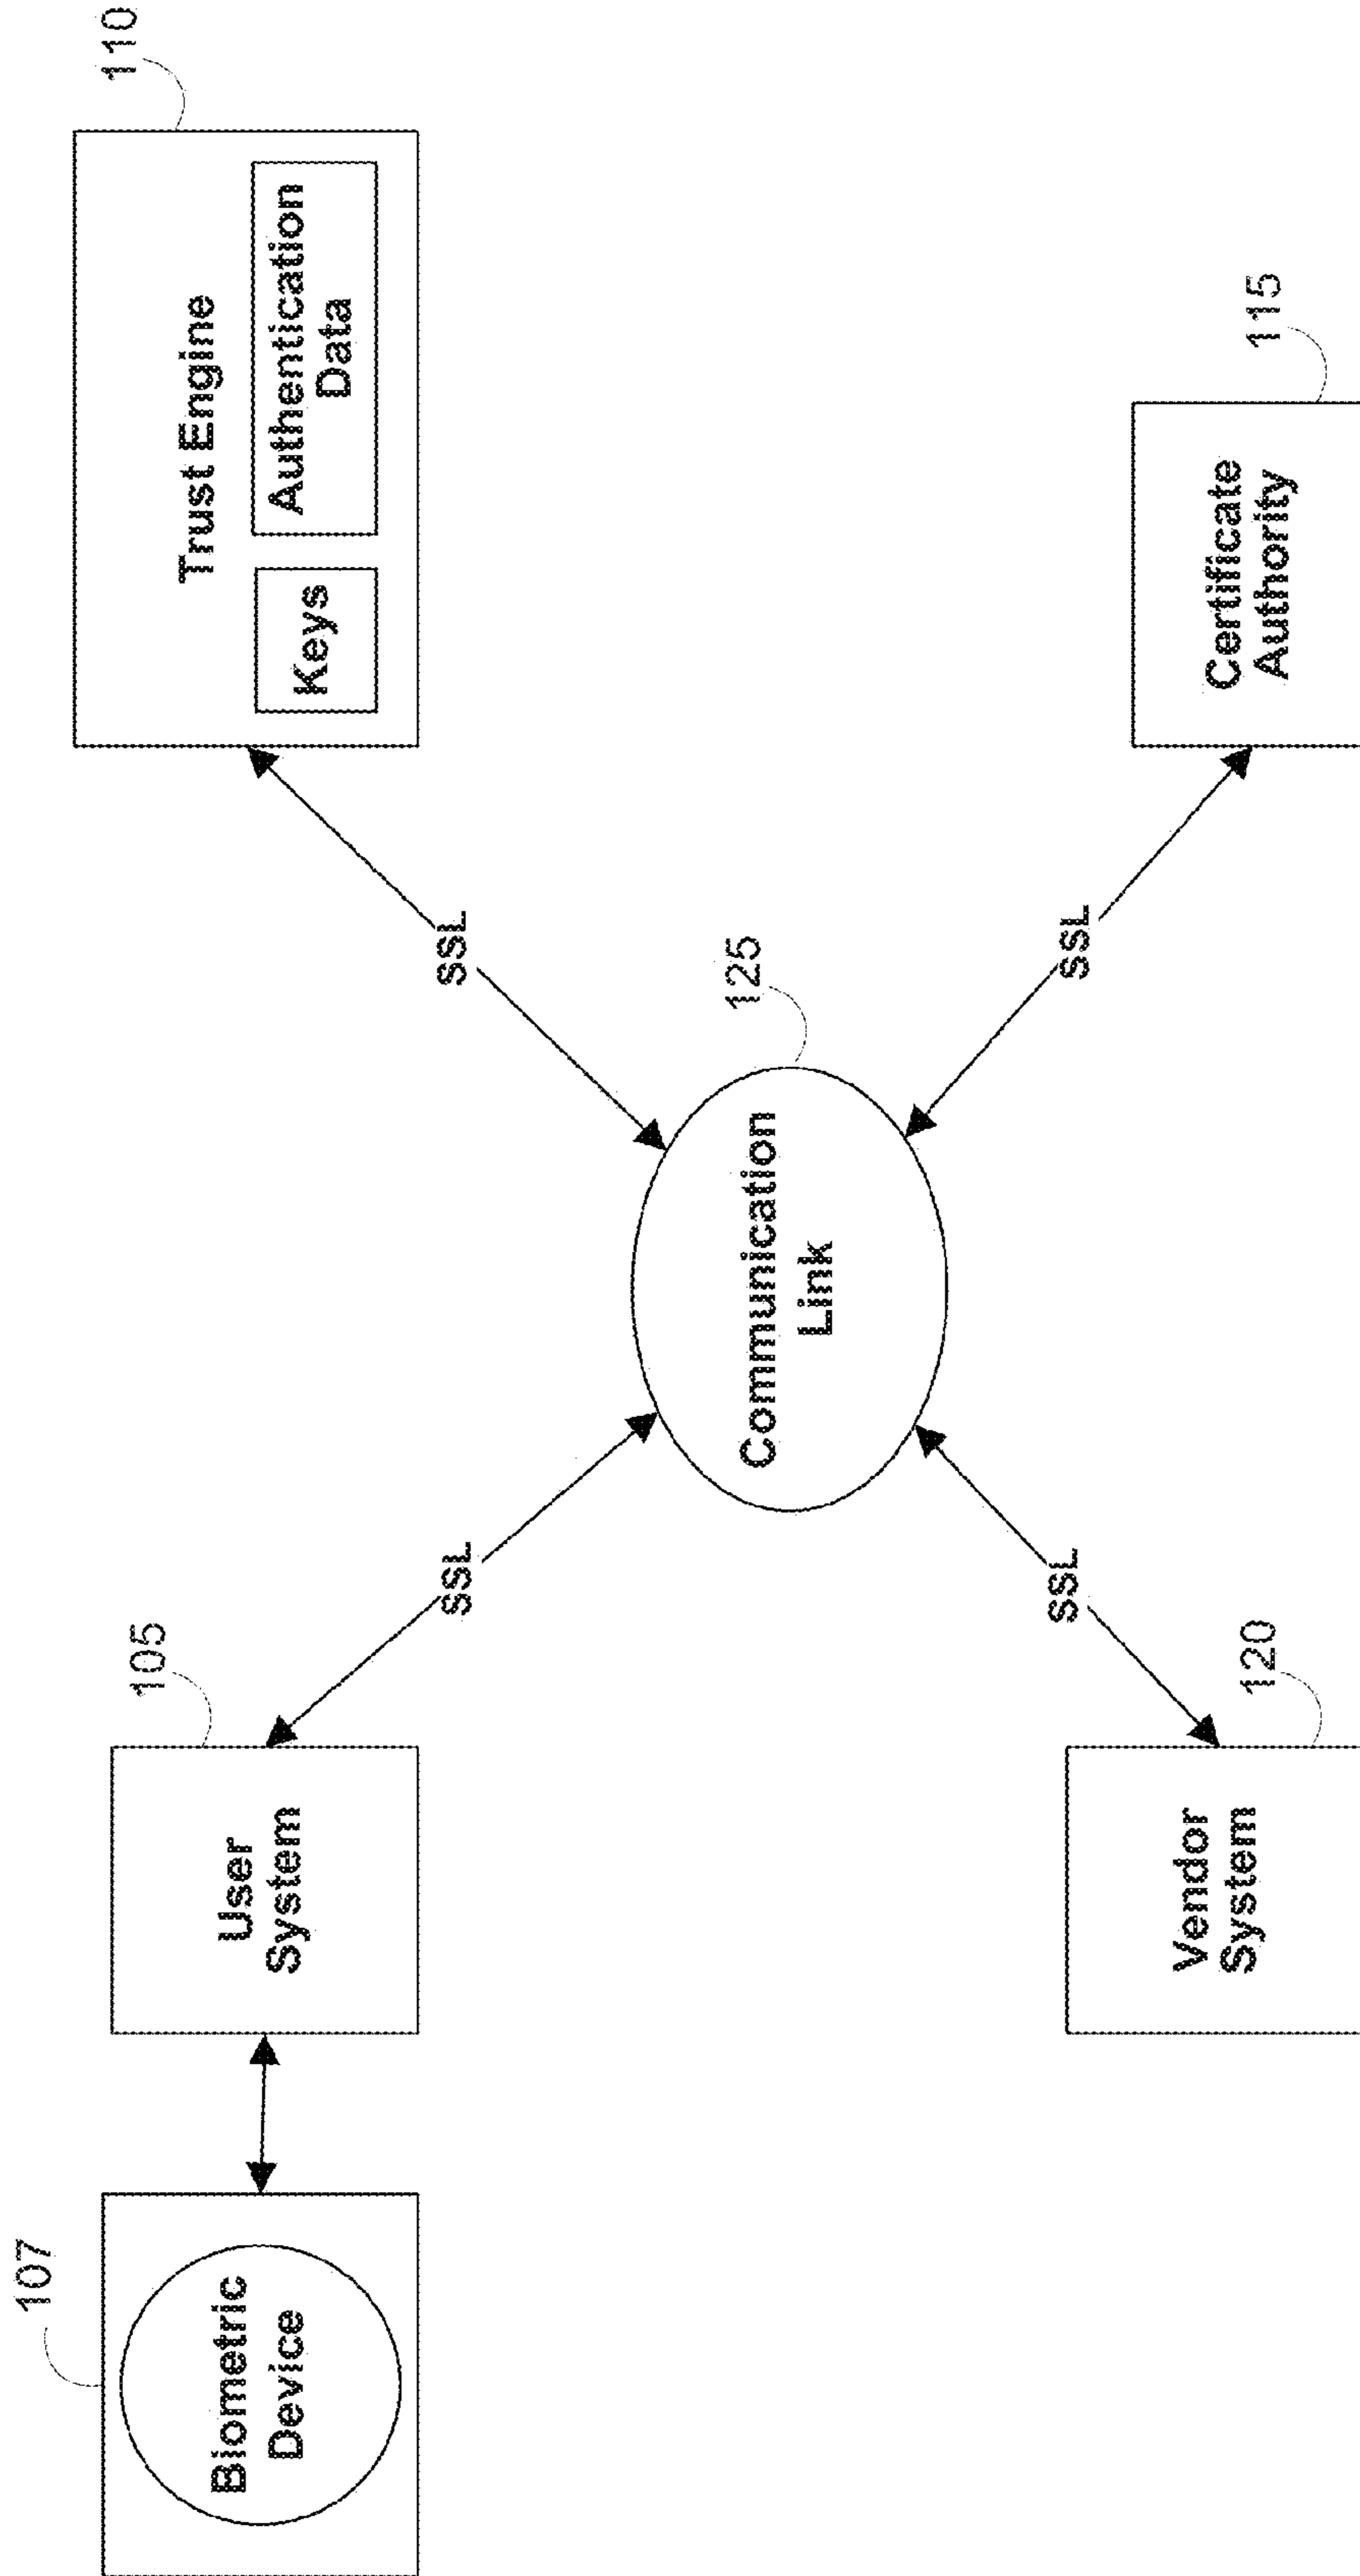 107
Biometric
Device
105
User
System
SSL
110
Trust Engine
Keys
Authentication
Data
SSL
125
Communication
Link
120
Vendor
System
SSL
115
Certificate
Authority
SSL